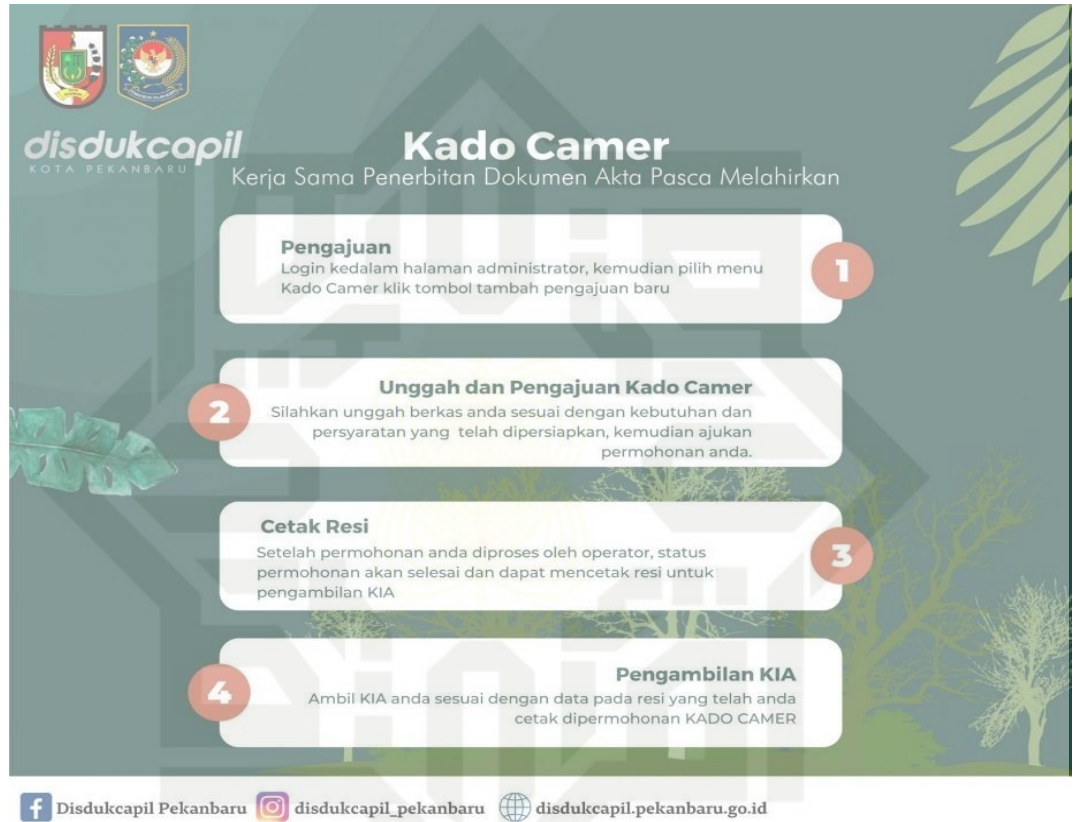 disdukcapil
KOTA PEKANBARU
Kado Camer
Kerja Sama Penerbitan Dokumen Akta Pasca Melahirkan
Pengajuan
Login kedalam halaman administrator, kemudian pilih menu
Kado Camer klik tombol tambah pengajuan baru
1
Unggah dan Pengajuan Kado Camer
2
Silahkan unggah berkas anda sesuai dengan kebutuhan dan
persyaratan yang telah dipersiapkan, kemudian ajukan
permohonan anda.
Cetak Resi
Setelah permohonan anda diproses oleh operator, status
permohonan akan selesai dan dapat mencetak resi untuk
pengambilan KIA
3
Pengambilan KIA
4
Ambil KIA anda sesuai dengan data pada resi yang telah anda
cetak dipermohonan KADO CAMER
Disdukcapil Pekanbaru disdukcapil_pekanbaru disdukcapil.pekanbaru.go.id